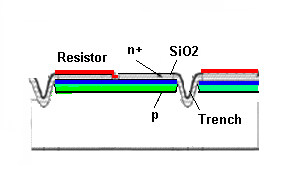 n+
Resistor
SiO2
p
Trench